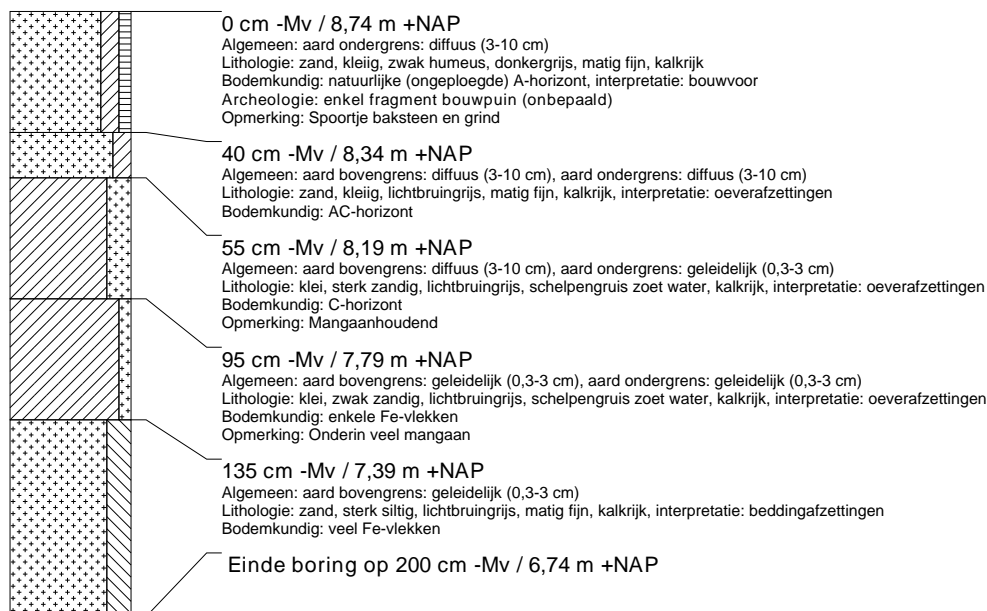 0 cm -Mv / 8,74 m +NAP
Algemeen: aard ondergrens: diffuus (3-10 cm)
Lithologie: zand, kleiig, zwak humeus, donkergrijs, matig fijn, kalkrijk
Bodemkundig: natuurlijke (ongeploegde) A-horizont, interpretatie: bouwvoor
Archeologie: enkel fragment bouwpuin (onbepaald)
Opmerking: Spoortje baksteen en grind
40 cm -Mv / 8,34 m +NAP
Algemeen: aard bovengrens: diffuus (3-10 cm), aard ondergrens: diffuus (3-10 cm)
Lithologie: zand, kleiig, lichtbruingrijs, matig fijn, kalkrijk, interpretatie: oeverafzettingen
Bodemkundig: AC-horizont
55 cm -Mv / 8,19 m +NAP
Algemeen: aard bovengrens: diffuus (3-10 cm), aard ondergrens: geleidelijk (0,3-3 cm)
Lithologie: klei, sterk zandig, lichtbruingrijs, schelpengruis zoet water, kalkrijk, interpretatie: oeverafzettingen
Bodemkundig: C-horizont
Opmerking: Mangaanhoudend
95 cm -Mv / 7,79 m +NAP
Algemeen: aard bovengrens: geleidelijk (0,3-3 cm), aard ondergrens: geleidelijk (0,3-3 cm)
Lithologie: klei, zwak zandig, lichtbruingrijs, schelpengruis zoet water, kalkrijk, interpretatie: oeverafzettingen
Bodemkundig: enkele Fe-vlekken
Opmerking: Onderin veel mangaan
135 cm -Mv / 7,39 m +NAP
Algemeen: aard bovengrens: geleidelijk (0,3-3 cm)
Lithologie: zand, sterk siltig, lichtbruingrijs, matig fijn, kalkrijk, interpretatie: beddingafzettingen
Bodemkundig: veel Fe-vlekken
Einde boring op 200 cm -Mv / 6,74 m +NAP